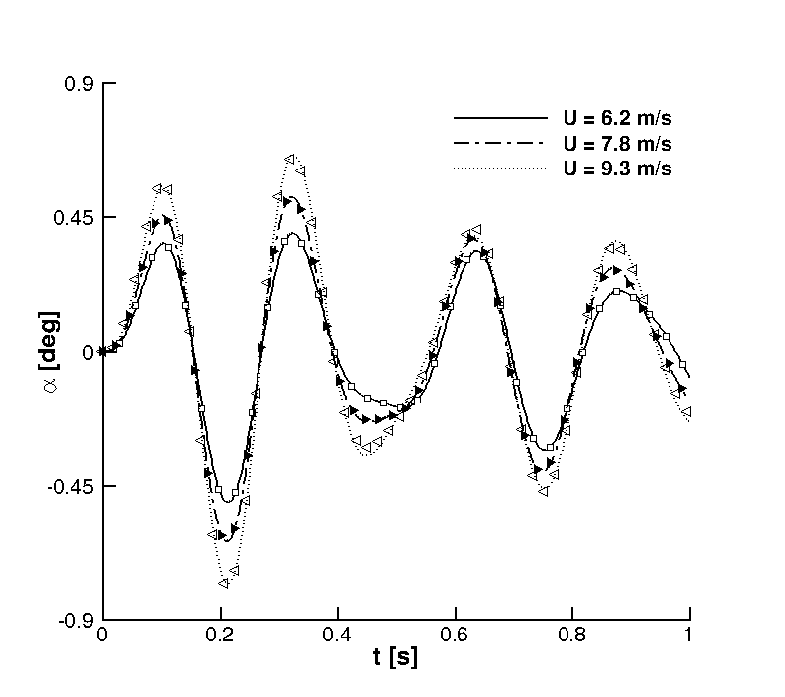 0.9
U = 6.2 m/s
U = 7.8 m/s
U = 9.3 m/s
0.45
α [deg]
0
-0.45
-0.9
0 0.2 0.4 0.6 0.8 1
t [s]